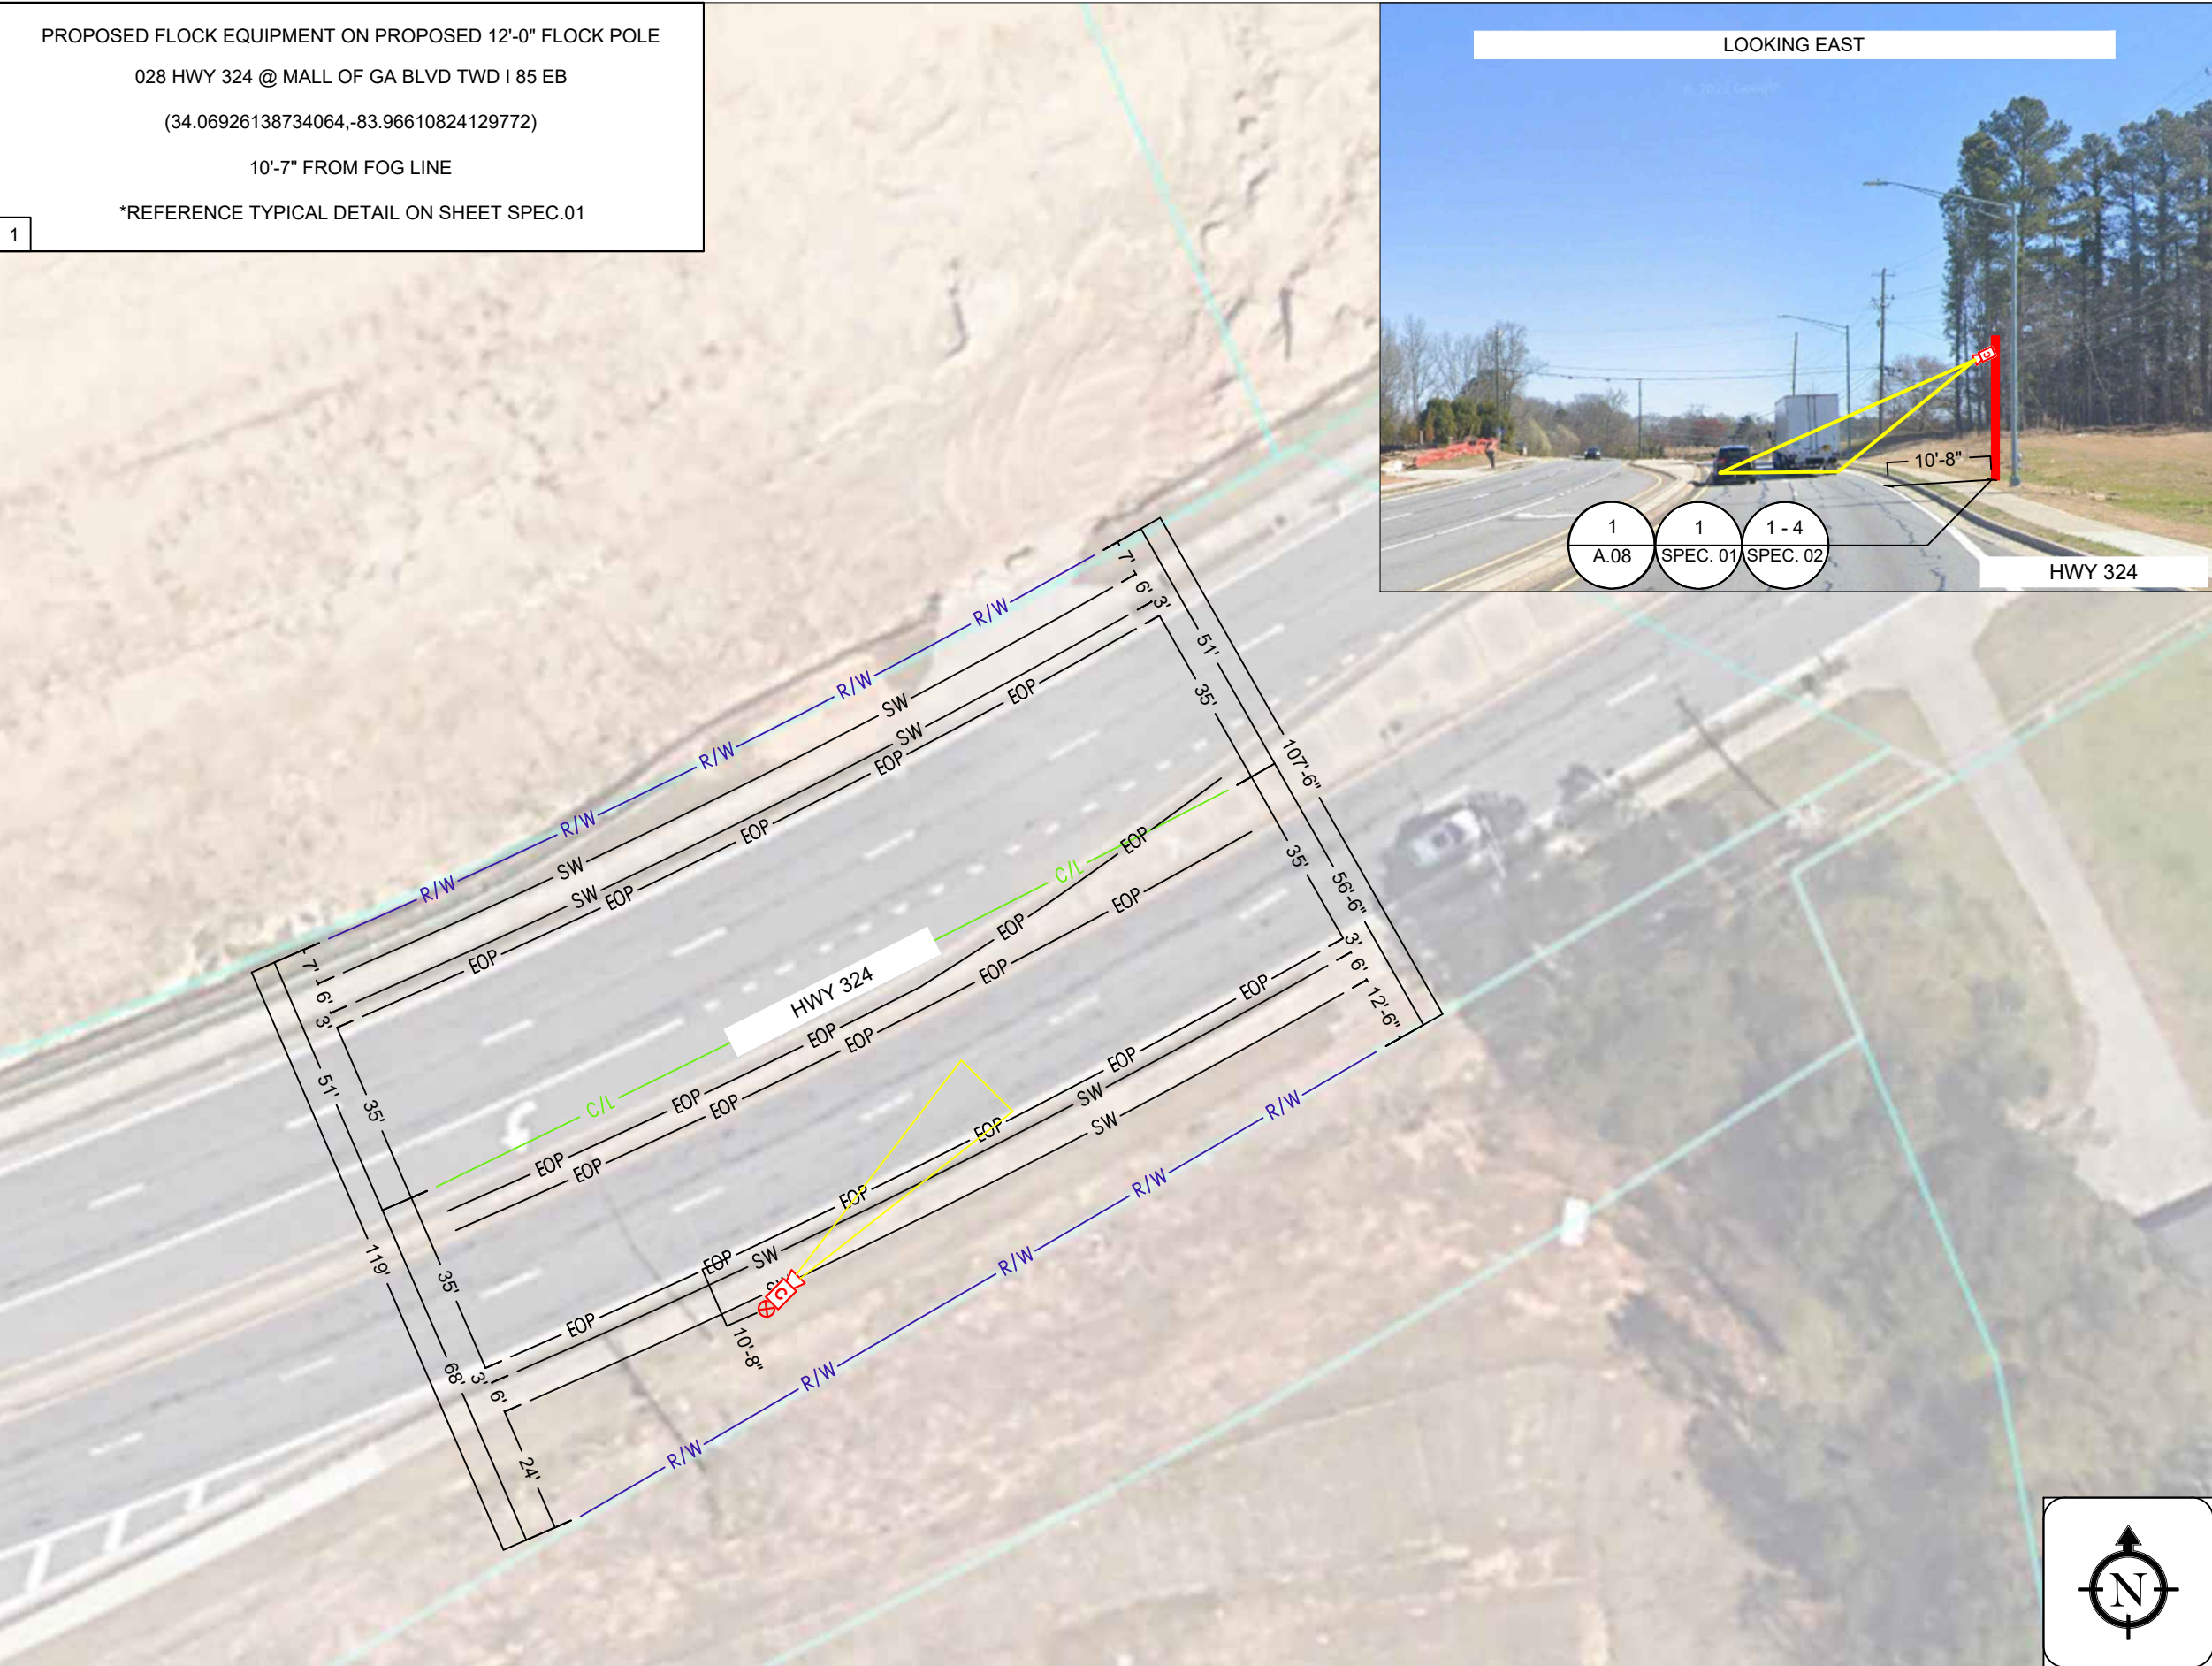 PROPOSED FLOCK EQUIPMENT ON PROPOSED 12'-0" FLOCK POLE
028 HWY 324 @ MALL OF GA BLVD TWD I 85 EB
(34.06926138734064,-83.96610824129772)
10'-7" FROM FOG LINE
*REFERENCE TYPICAL DETAIL ON SHEET SPEC.01
1
LOOKING EAST
© 2022 Google
10'-8"
1
A.08
1
SPEC. 01
1 - 4
SPEC. 02
HWY 324
R/W
R/W
R/W
R/W
R/W
SW
SW
SW
SW
EOP
EOP
EOP
EOP
EOP
7'
6'
3'
51'
35'
107'-6"
35'
56'-6"
3'
6'
12'-6"
C/L
HWY 324
C/L
EOP
EOP
EOP
EOP
EOP
EOP
EOP
EOP
EOP
EOP
7'
6'
3'
51'
35'
119'
35'
68'
3'
6'
24'
EOP
EOP
EOP
EOP
EOP
EOP
SW
SW
SW
C
10'-8"
R/W
R/W
R/W
R/W
R/W
N